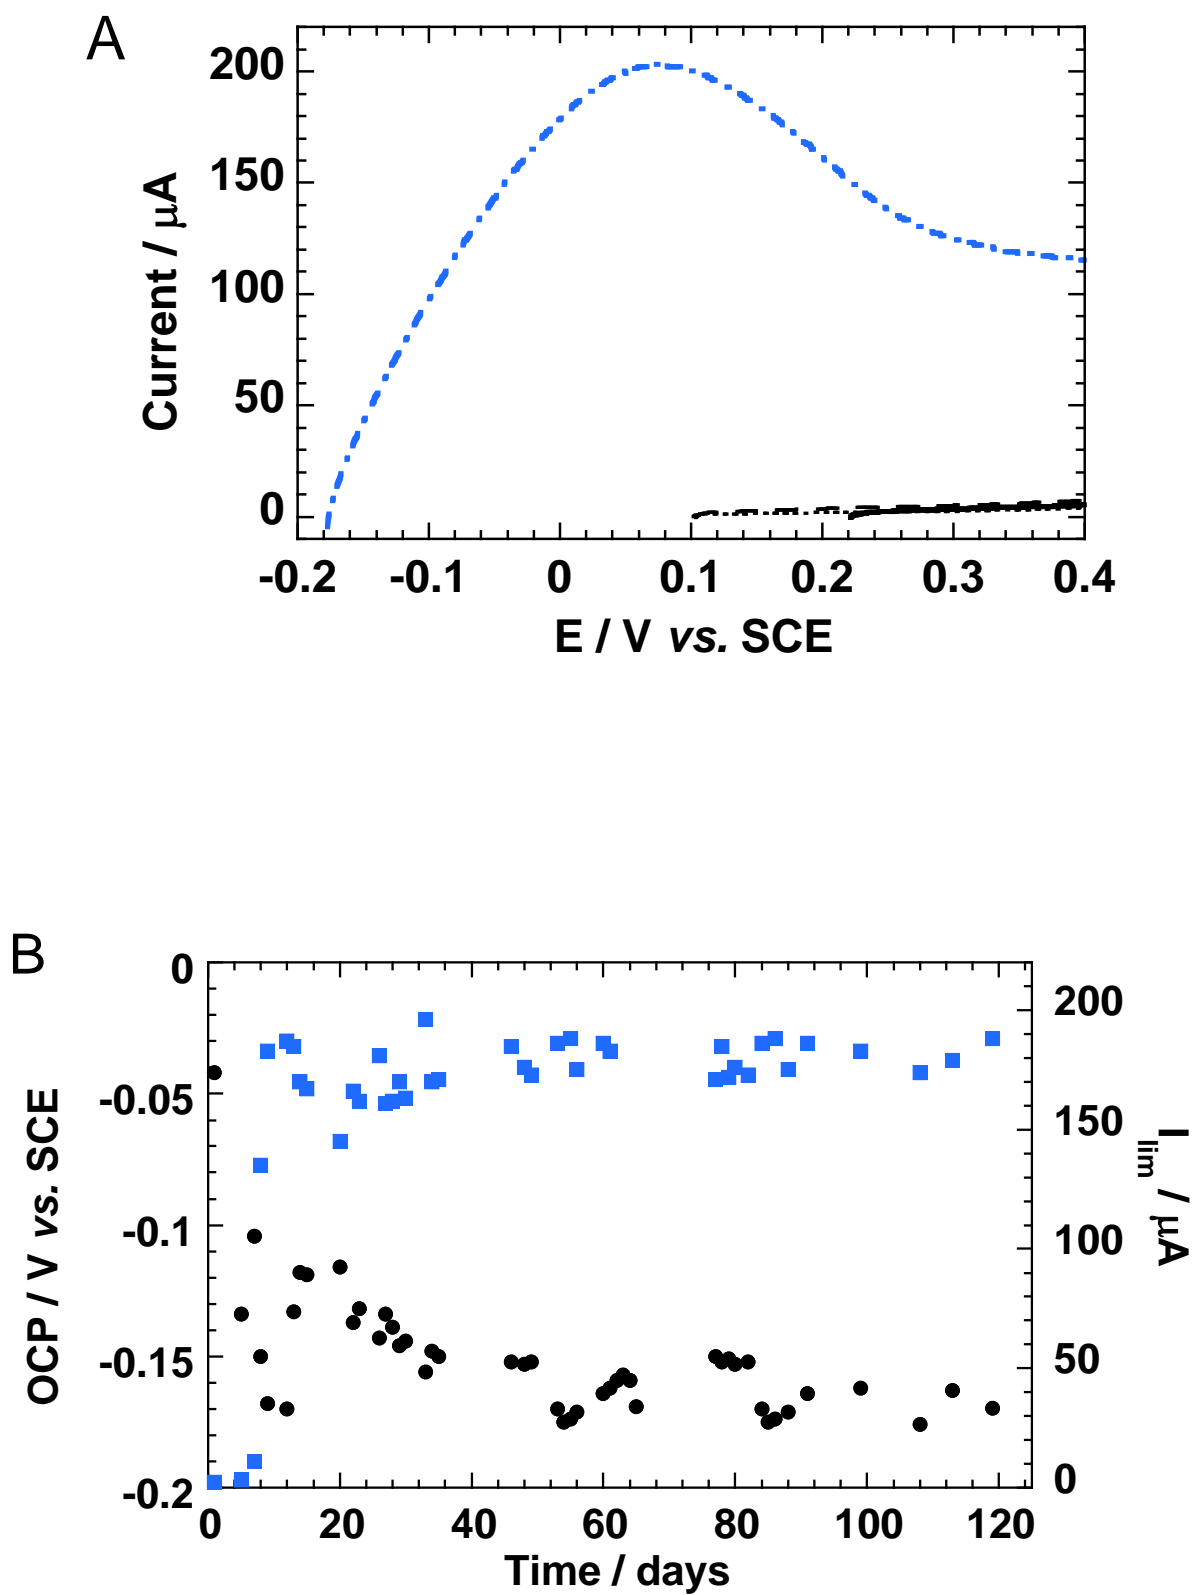 A
200
150
100
50
0
Current / μA
-0.2 -0.1 0 0.1 0.2 0.3 0.4
E / V vs. SCE
B
0
-0.05
-0.1
-0.15
-0.2
OCP / V vs. SCE
200
150
100
50
0
I lim / μA
0 20 40 60 80 100 120
Time / days